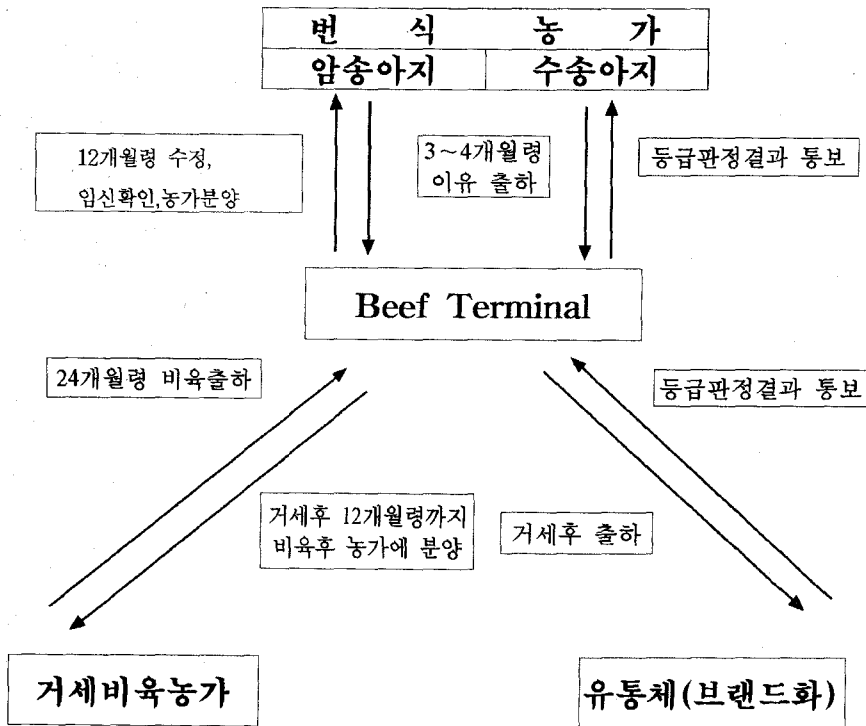 번 식 농 가
암송아지 수송아지
12개월령 수정,
임신확인,농가분양
3~4개월령
이유 출하
등급판정결과 통보
Beef Terminal
24개월령 비육출하
등급판정결과 통보
거세후 12개월령까지
비육후 농가에 분양
거세후 출하
거세비육농가
유통체(브랜드화)